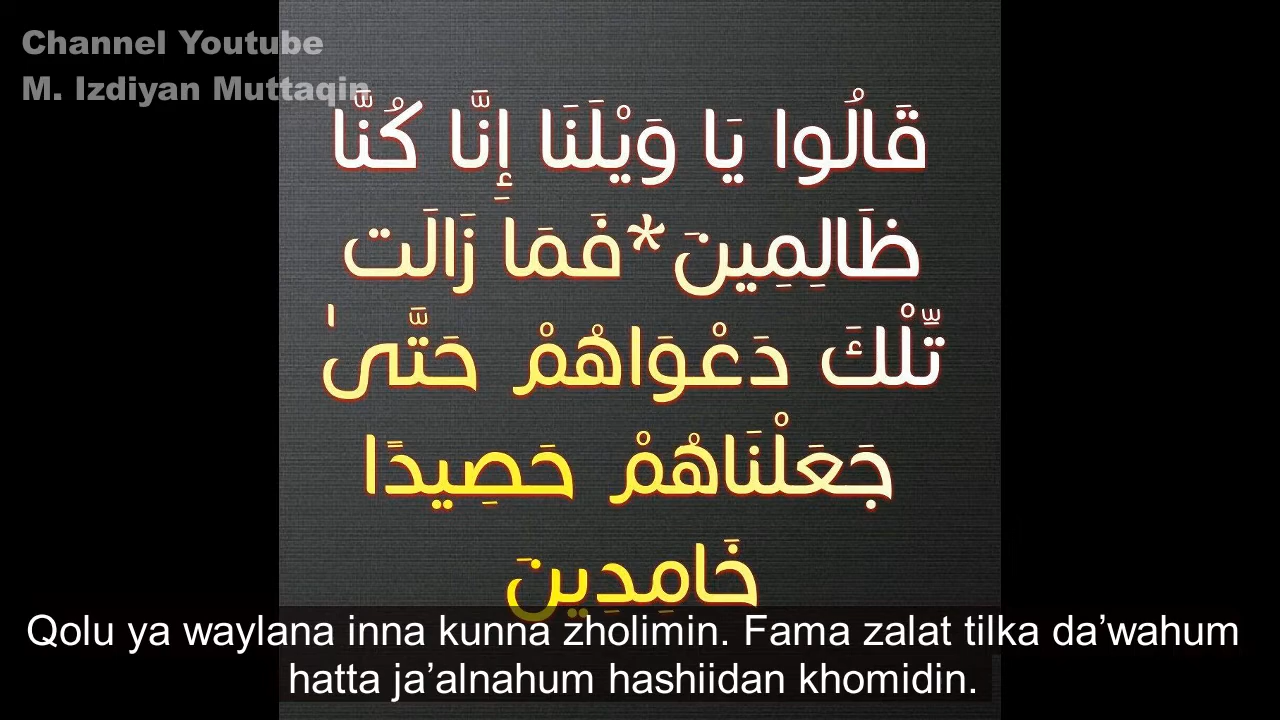 Channel Youtube
M. Izdiyan Muttaqin
قَالُوا يَا وَيْلَنَا إِنَّا كُنَّا
ظَالِمِينَ*فَمَا زَالَت
تِّلْكَ دَعْوَاهُمْ حَتَّىٰ
جَعَلْنَاهُمْ حَصِيدًا
خَامِدِينَ
Qolu ya waylana inna kunna zholimin. Fama zalat tilka da’wahum
hatta ja’alnahum hashiidan khomidin.